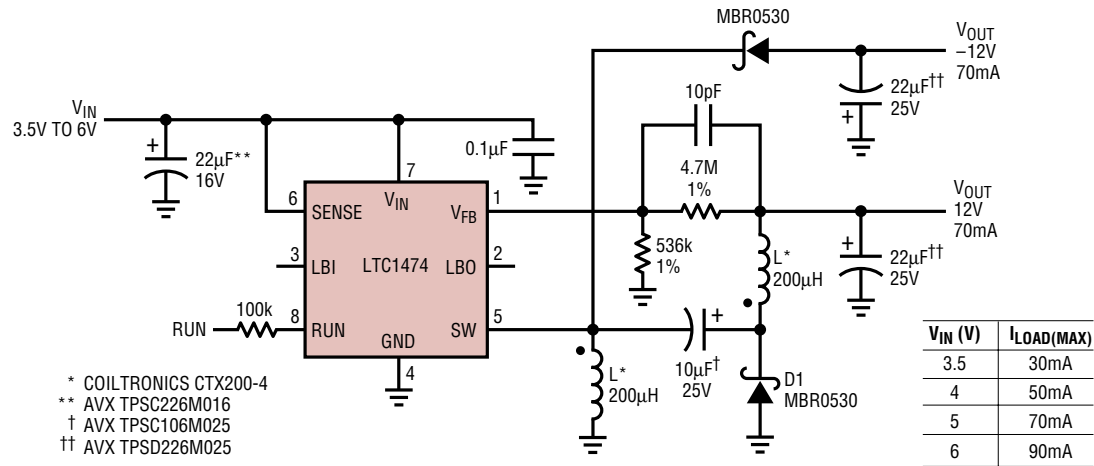 MBR0530
V_OUT
–12V
70mA
22µF††
25V
+
10pF
V_IN
3.5V TO 6V
+
22µF**
16V
0.1µF
4.7M
1%
7
V_IN
6
SENSE
V_FB
1
V_OUT
12V
70mA
+
22µF††
25V
536k
1%
L*
200µH
3
LBI
LTC1474
LBO
2
RUN
100k
8
RUN
GND
SW
5
4
+
10µF†
25V
L*
200µH
D1
MBR0530
V_IN (V) I_LOAD(MAX)
3.5 30mA
4 50mA
5 70mA
6 90mA
* COILTRONICS CTX200-4
** AVX TPSC226M016
† AVX TPSC106M025
†† AVX TPSD226M025